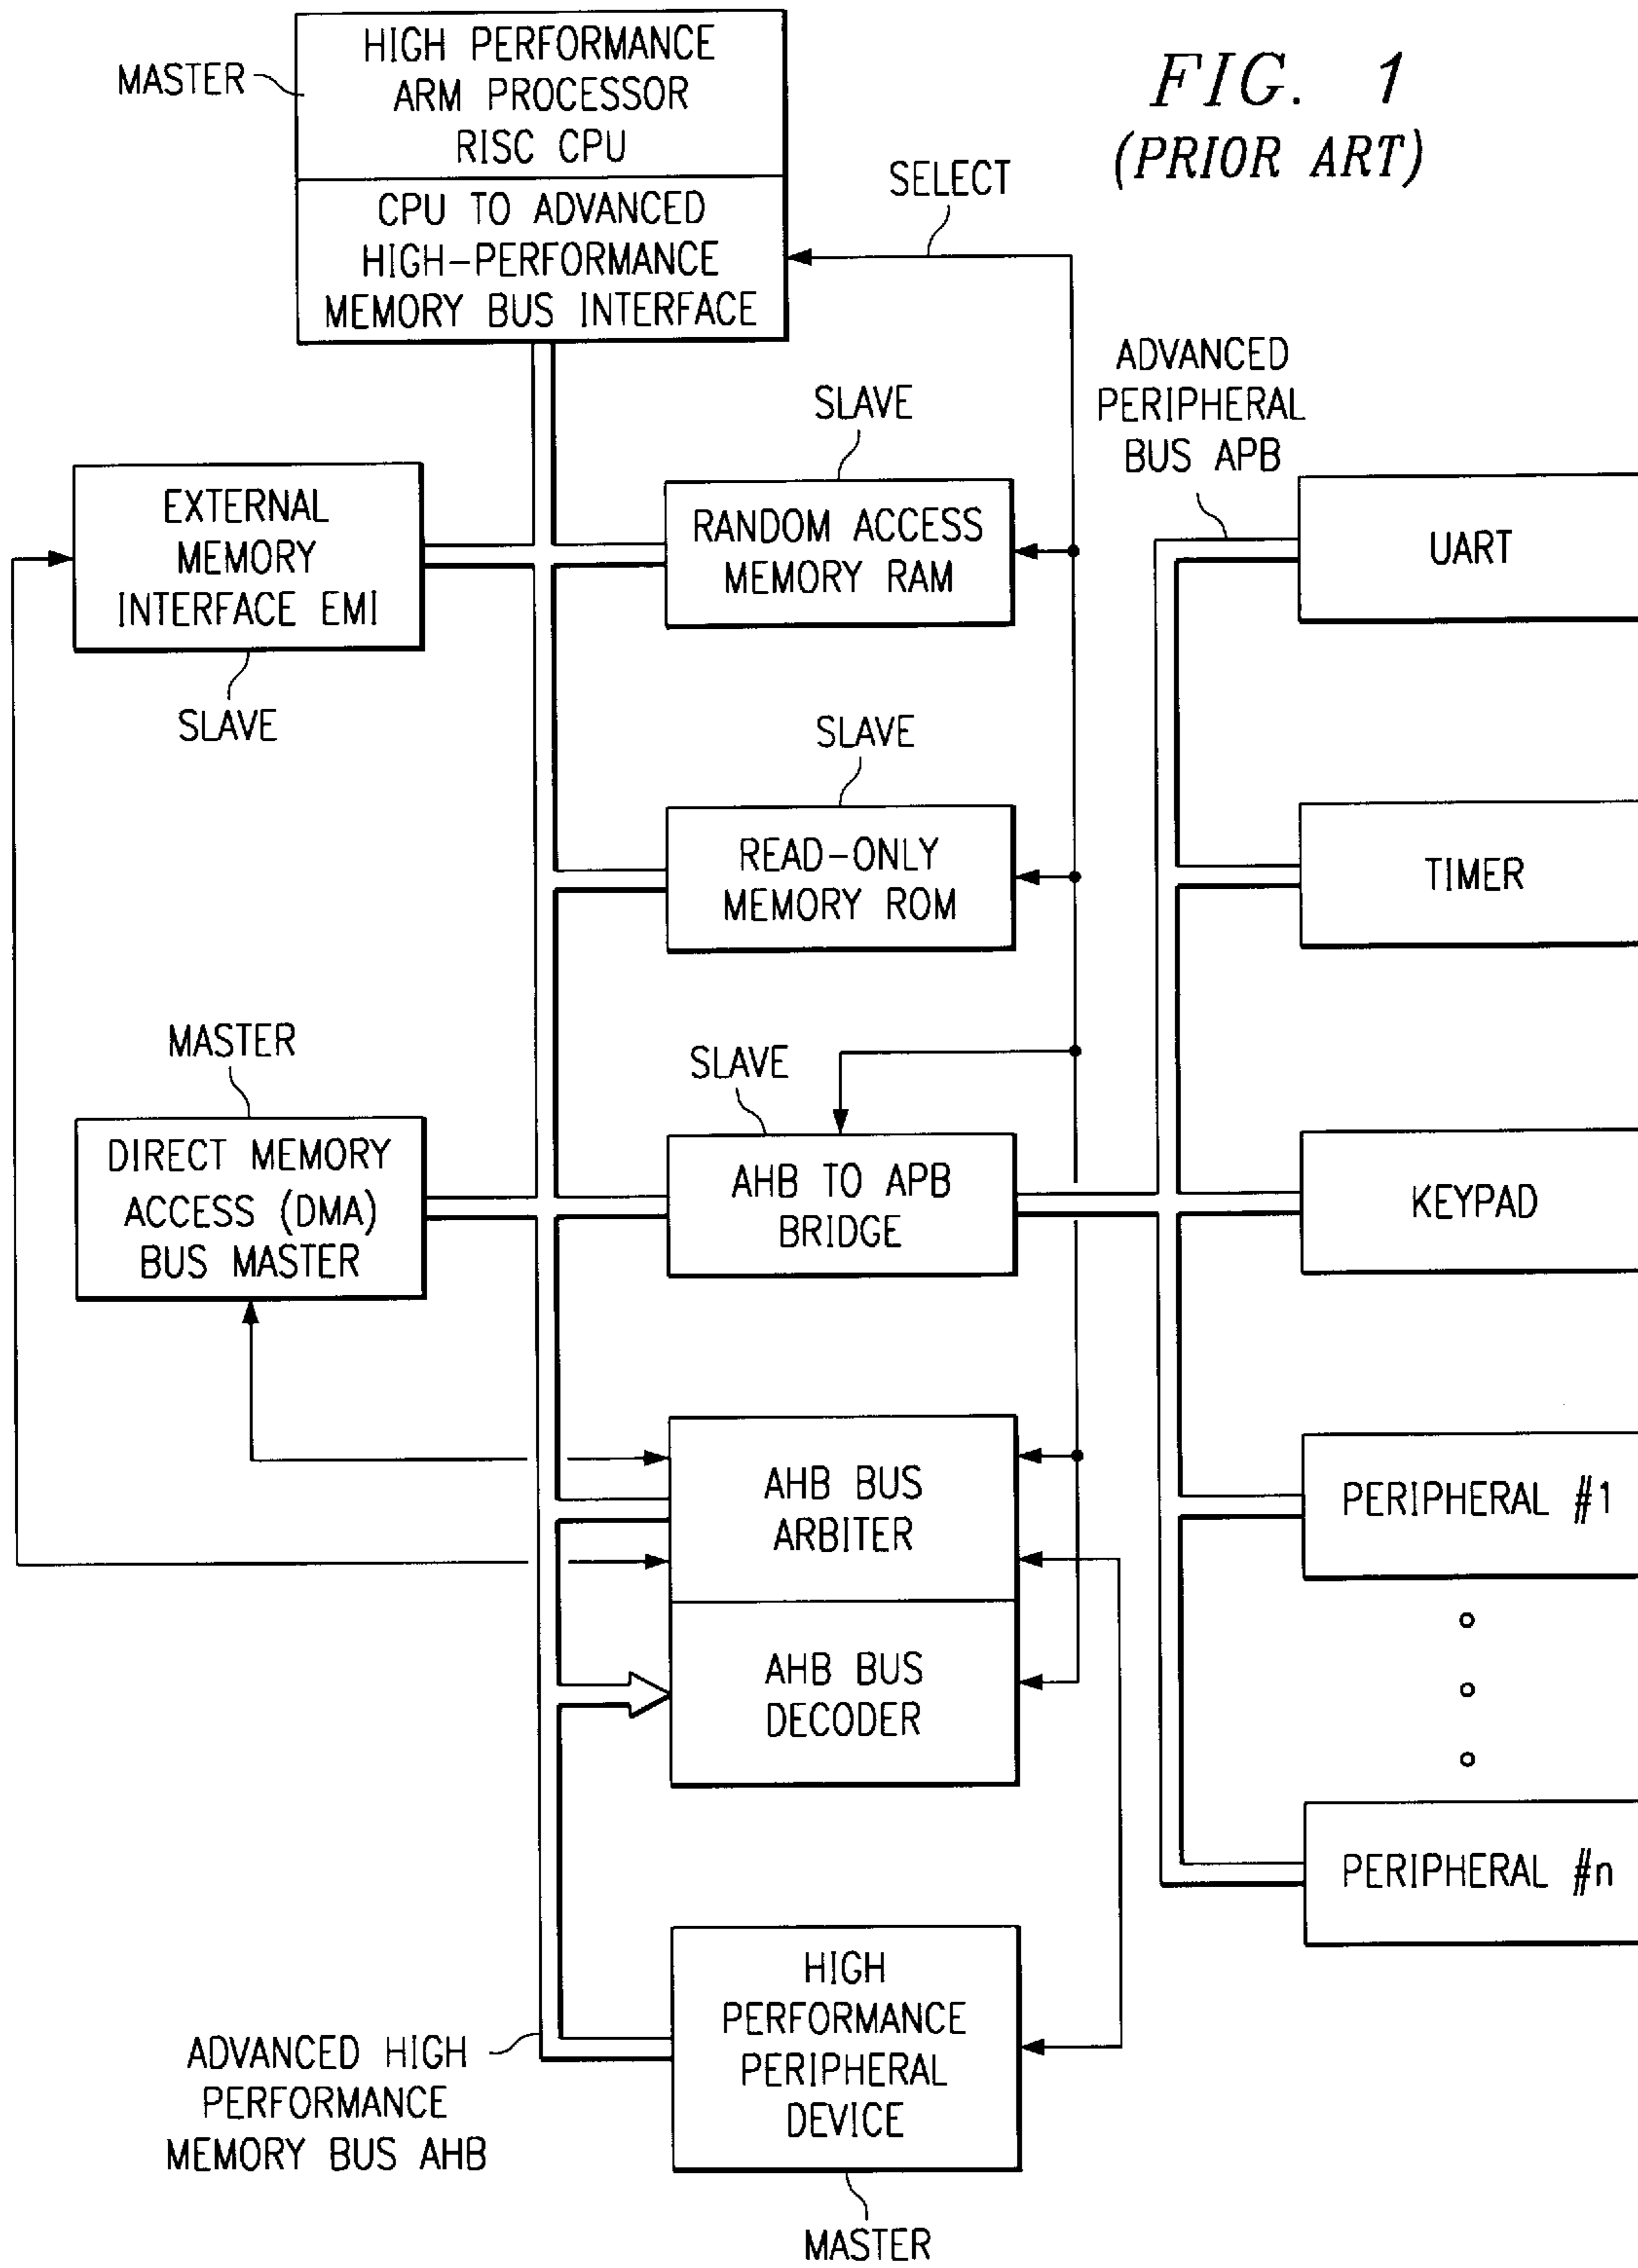 HIGH PERFORMANCE
ARM PROCESSOR
RISC CPU
MASTER
FIG. 1
(PRIOR ART)
CPU TO ADVANCED
HIGH-PERFORMANCE
MEMORY BUS INTERFACE
SELECT
ADVANCED
PERIPHERAL
BUS APB
SLAVE
EXTERNAL
MEMORY
INTERFACE EMI
SLAVE
RANDOM ACCESS
MEMORY RAM
UART
SLAVE
READ-ONLY
MEMORY ROM
TIMER
MASTER
DIRECT MEMORY
ACCESS (DMA)
BUS MASTER
SLAVE
AHB TO APB
BRIDGE
KEYPAD
AHB BUS
ARBITER
PERIPHERAL #1
AHB BUS
DECODER
PERIPHERAL #n
HIGH
PERFORMANCE
PERIPHERAL
DEVICE
ADVANCED HIGH
PERFORMANCE
MEMORY BUS AHB
MASTER